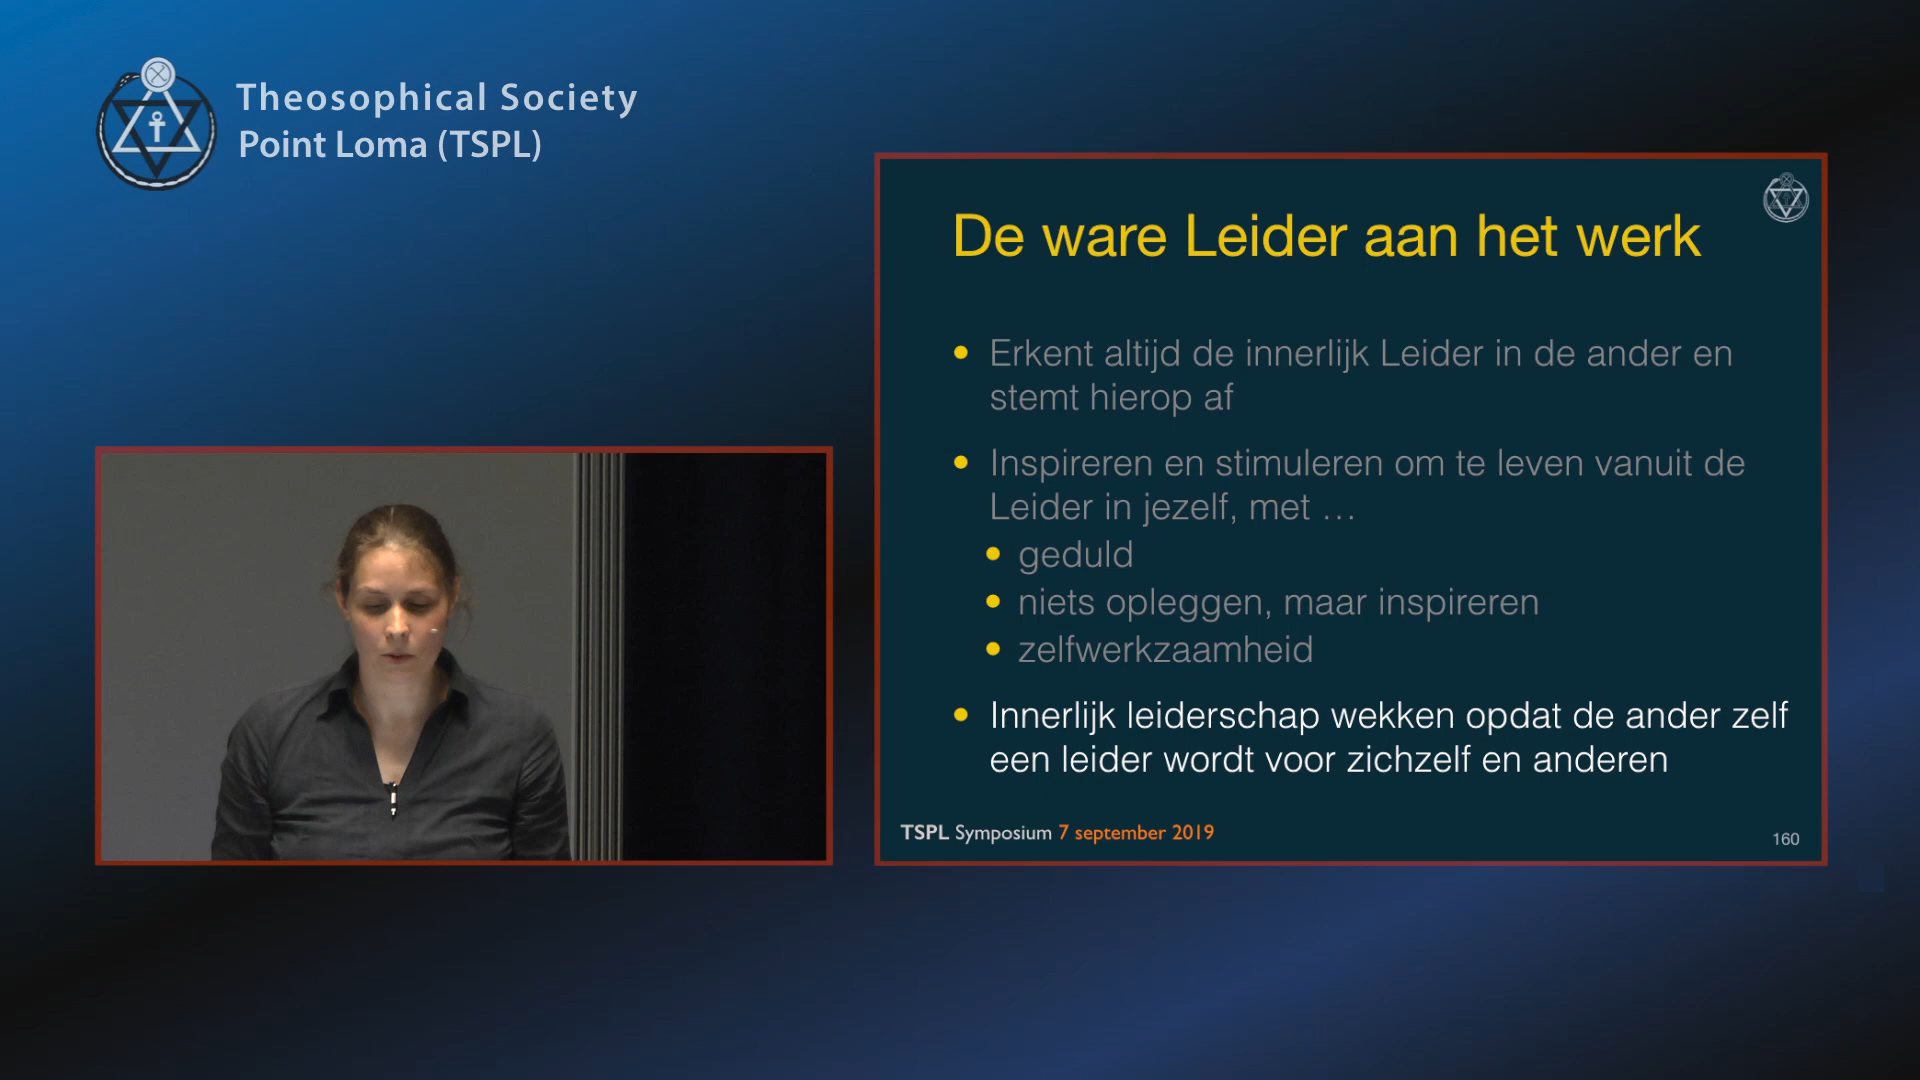 Theosophical Society
Point Loma (TSPL)
De ware Leider aan het werk
• Erkent altijd de innerlijk Leider in de ander en
stemt hierop af
• Inspireren en stimuleren om te leven vanuit de
Leider in jezelf, met …
• geduld
• niets opleggen, maar inspireren
• zelfwerkzaamheid
• Innerlijk leiderschap wekken opdat de ander zelf
een leider wordt voor zichzelf en anderen
TSPL Symposium 7 september 2019
160